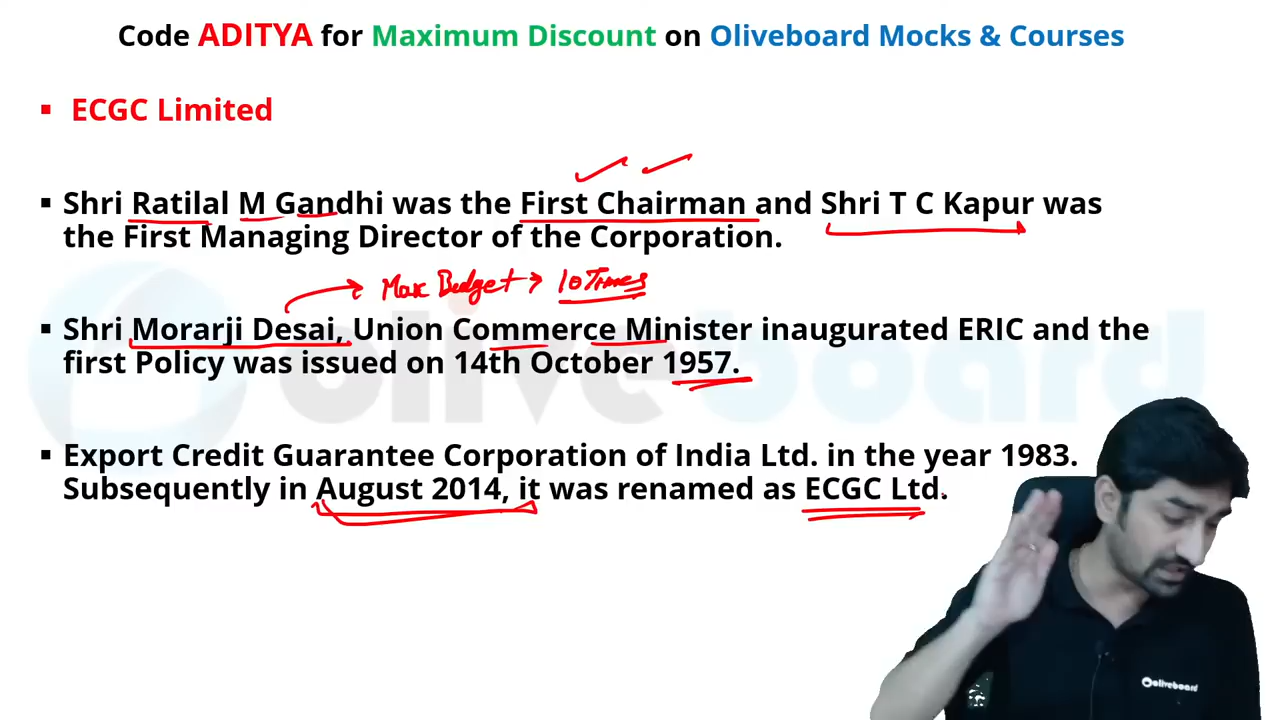 Code ADITYA for Maximum Discount on Oliveboard Mocks & Courses
▪ ECGC Limited
▪ Shri Ratilal M Gandhi was the First Chairman and Shri T C Kapur was
the First Managing Director of the Corporation.
Max Budget → 10 Times
▪ Shri Morarji Desai, Union Commerce Minister inaugurated ERIC and the
first Policy was issued on 14th October 1957.
oliveboard
▪ Export Credit Guarantee Corporation of India Ltd. in the year 1983.
Subsequently in August 2014, it was renamed as ECGC Ltd.
oliveboard